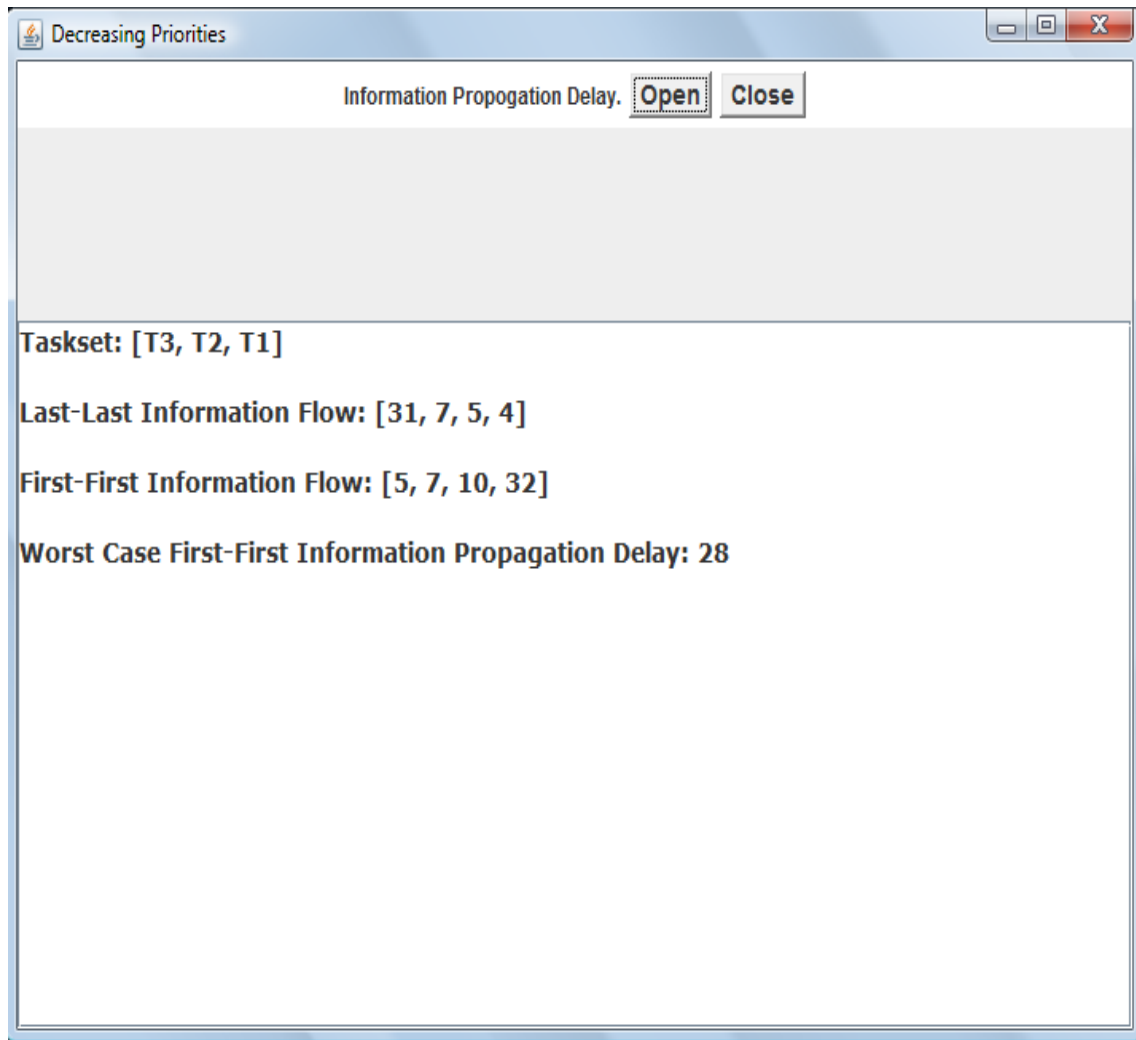 Decreasing Priorities
Information Propogation Delay. Open Close
Taskset: [T3, T2, T1]
Last-Last Information Flow: [31, 7, 5, 4]
First-First Information Flow: [5, 7, 10, 32]
Worst Case First-First Information Propagation Delay: 28